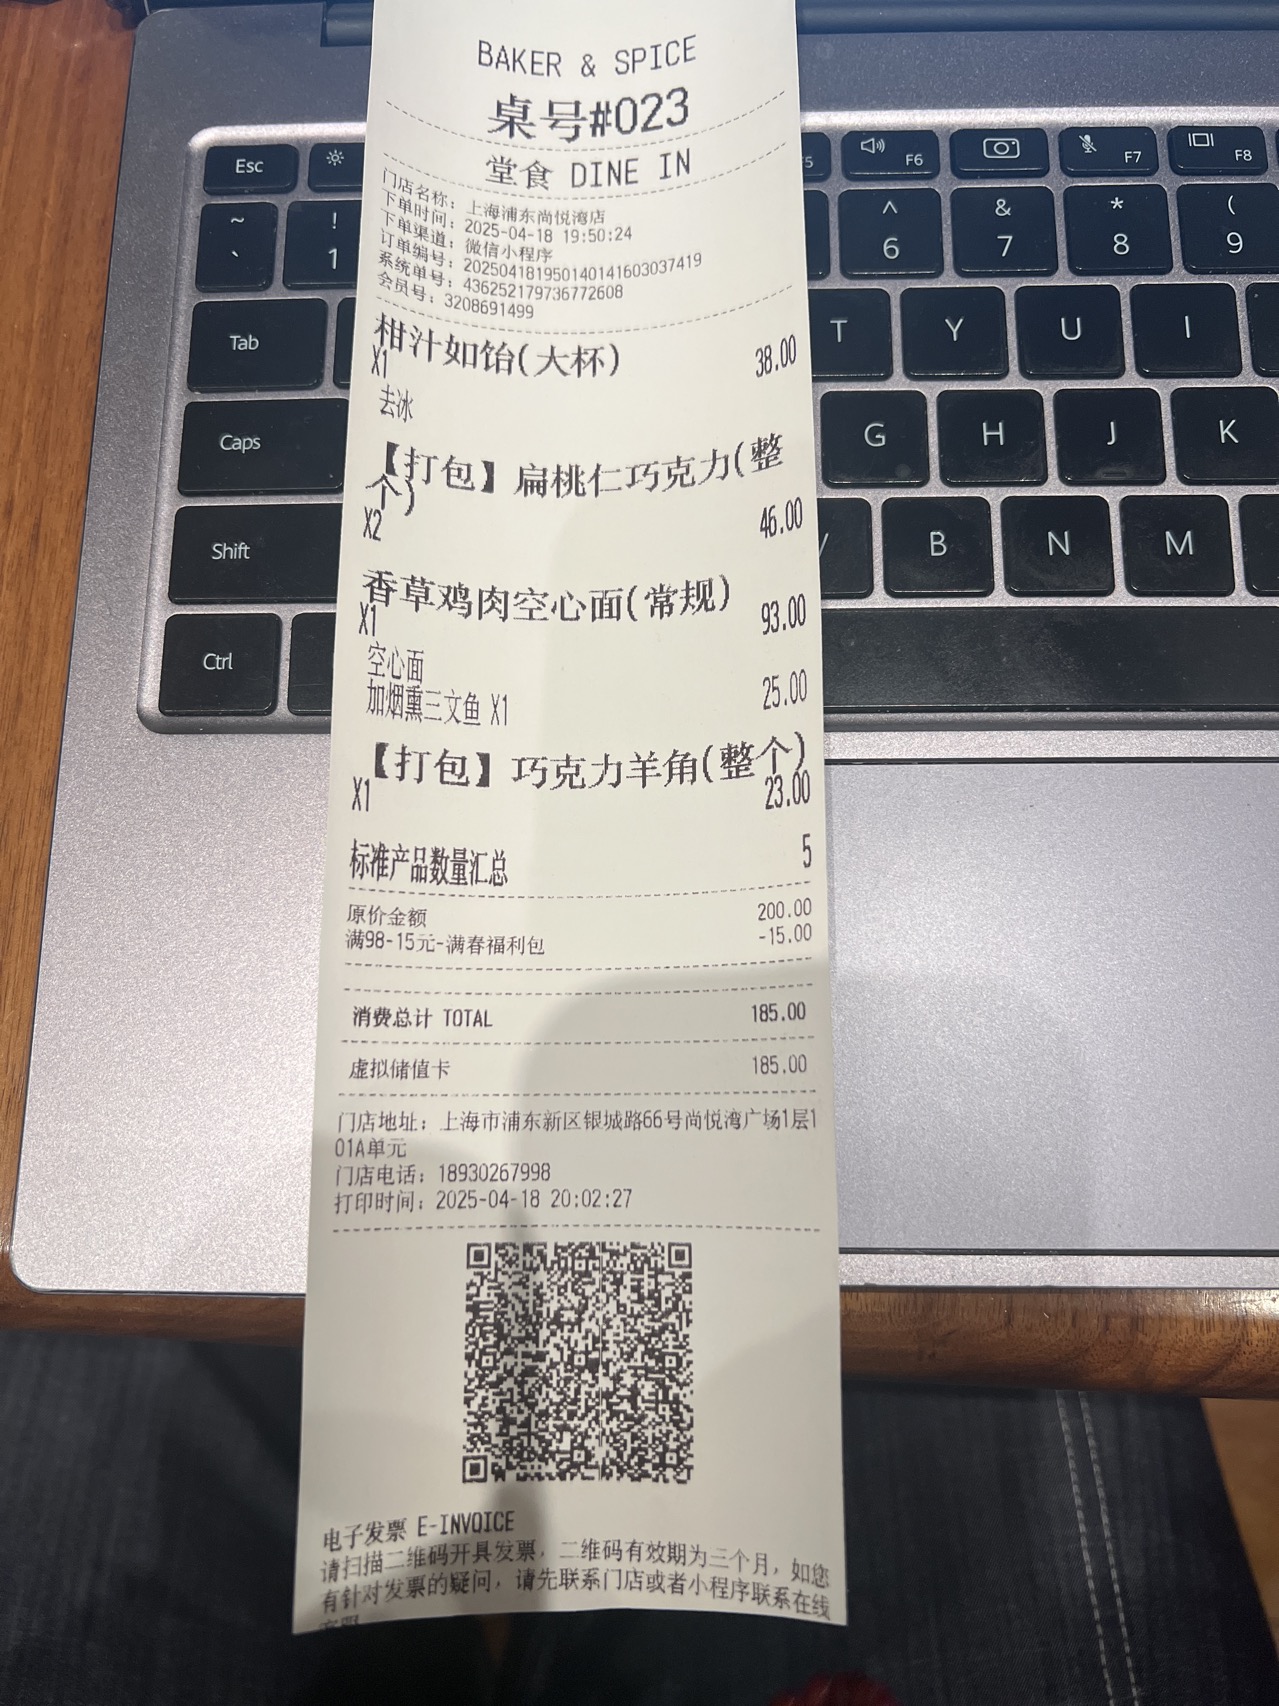 BAKER & SPICE
桌号#023
堂食 DINE IN
门店名称：上海浦东尚悦湾店
下单时间：2025-04-18 19:50:24
下单渠道：微信小程序
订单编号：2025041819501401416030​37419
系统单号：436252179736772608
会员号：3208691499
柑汁如饴(大杯)
X1 38.00
去冰
【打包】扁桃仁巧克力(整
个)
X2 46.00
香草鸡肉空心面(常规)
X1 93.00
空心面
加烟熏三文鱼 X1 25.00
【打包】巧克力羊角(整个)
X1 23.00
标准产品数量汇总 5
原价金额 200.00
满98-15元-满春福利包 -15.00
消费总计 TOTAL 185.00
虚拟储值卡 185.00
门店地址：上海市浦东新区银城路66号尚悦湾广场1层1
01A单元
门店电话：18930267998
打印时间：2025-04-18 20:02:27
电子发票 E-INVOICE
请扫描二维码开具发票，二维码有效期为三个月，如您
有针对发票的疑问，请先联系门店或者小程序联系在线
Esc
F6
F7
F8
~ `
! 1
^ 6
& 7
* 8
( 9
Tab
T
Y
U
I
Caps
G
H
J
K
Shift
B
N
M
Ctrl